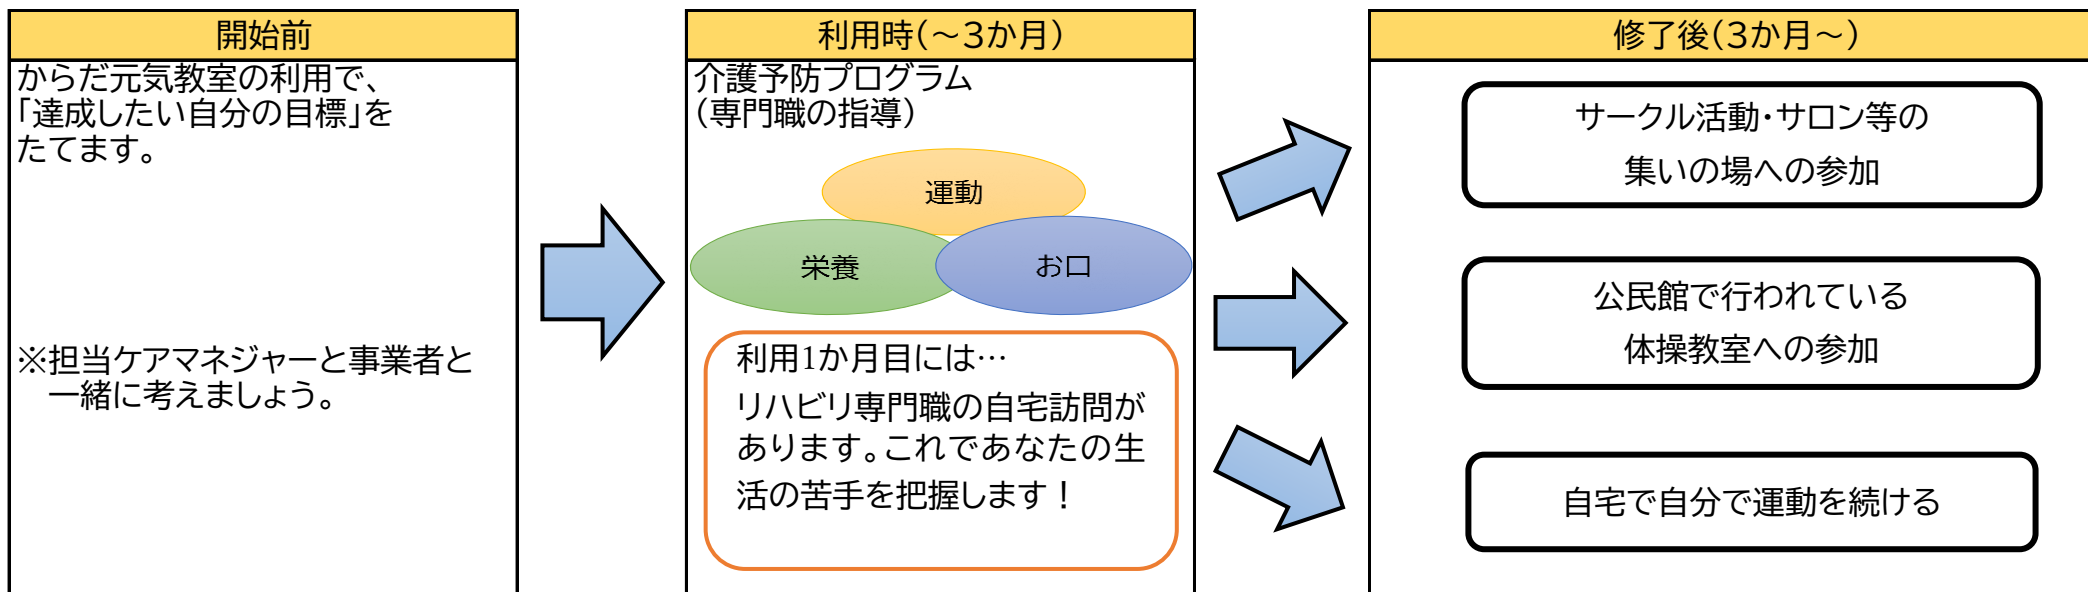 開始前
からだ元気教室の利用で、
「達成したい自分の目標」を
たてます。
※担当ケアマネジャーと事業者と
一緒に考えましょう。
利用時(~3か月)
介護予防プログラム
(専門職の指導)
運動
栄養
お口
利用1か月目には…
リハビリ専門職の自宅訪問が
あります。これであなたの生
活の苦手を把握します!
修了後(3か月~)
サークル活動・サロン等の
集いの場への参加
公民館で行われている
体操教室への参加
自宅で自分で運動を続ける